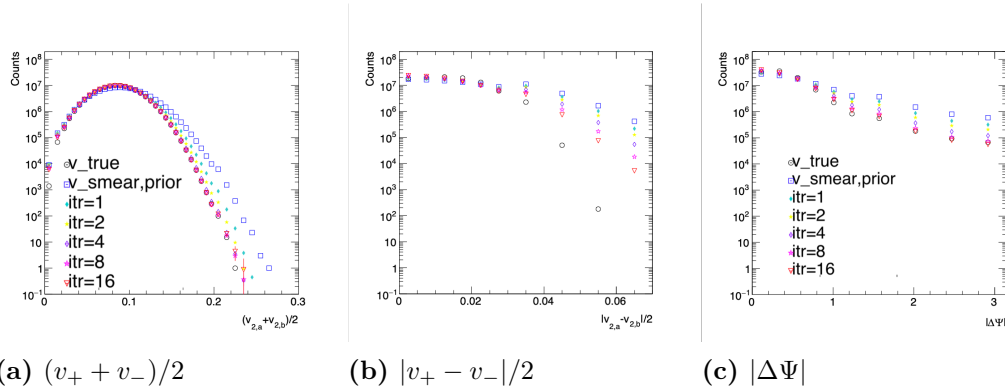 Counts
10⁸
10⁷
10⁶
10⁵
10⁴
10³
10²
10
1
10⁻¹
v_true
v_smear,prior
itr=1
itr=2
itr=4
itr=8
itr=16
0 0.1 0.2 0.3
(v₂,ₐ+v₂,b)/2
(a) (v₊ + v₋)/2
Counts
10⁸
10⁷
10⁶
10⁵
10⁴
10³
10²
10
1
10⁻¹
0 0.02 0.04 0.06
|v₂,ₐ-v₂,b|/2
(b) |v₊ − v₋|/2
Counts
10⁸
10⁷
10⁶
10⁵
10⁴
10³
10²
10
1
10⁻¹
v_true
v_smear,prior
itr=1
itr=2
itr=4
itr=8
itr=16
0 1 2 3
|ΔΨ|
(c) |ΔΨ|